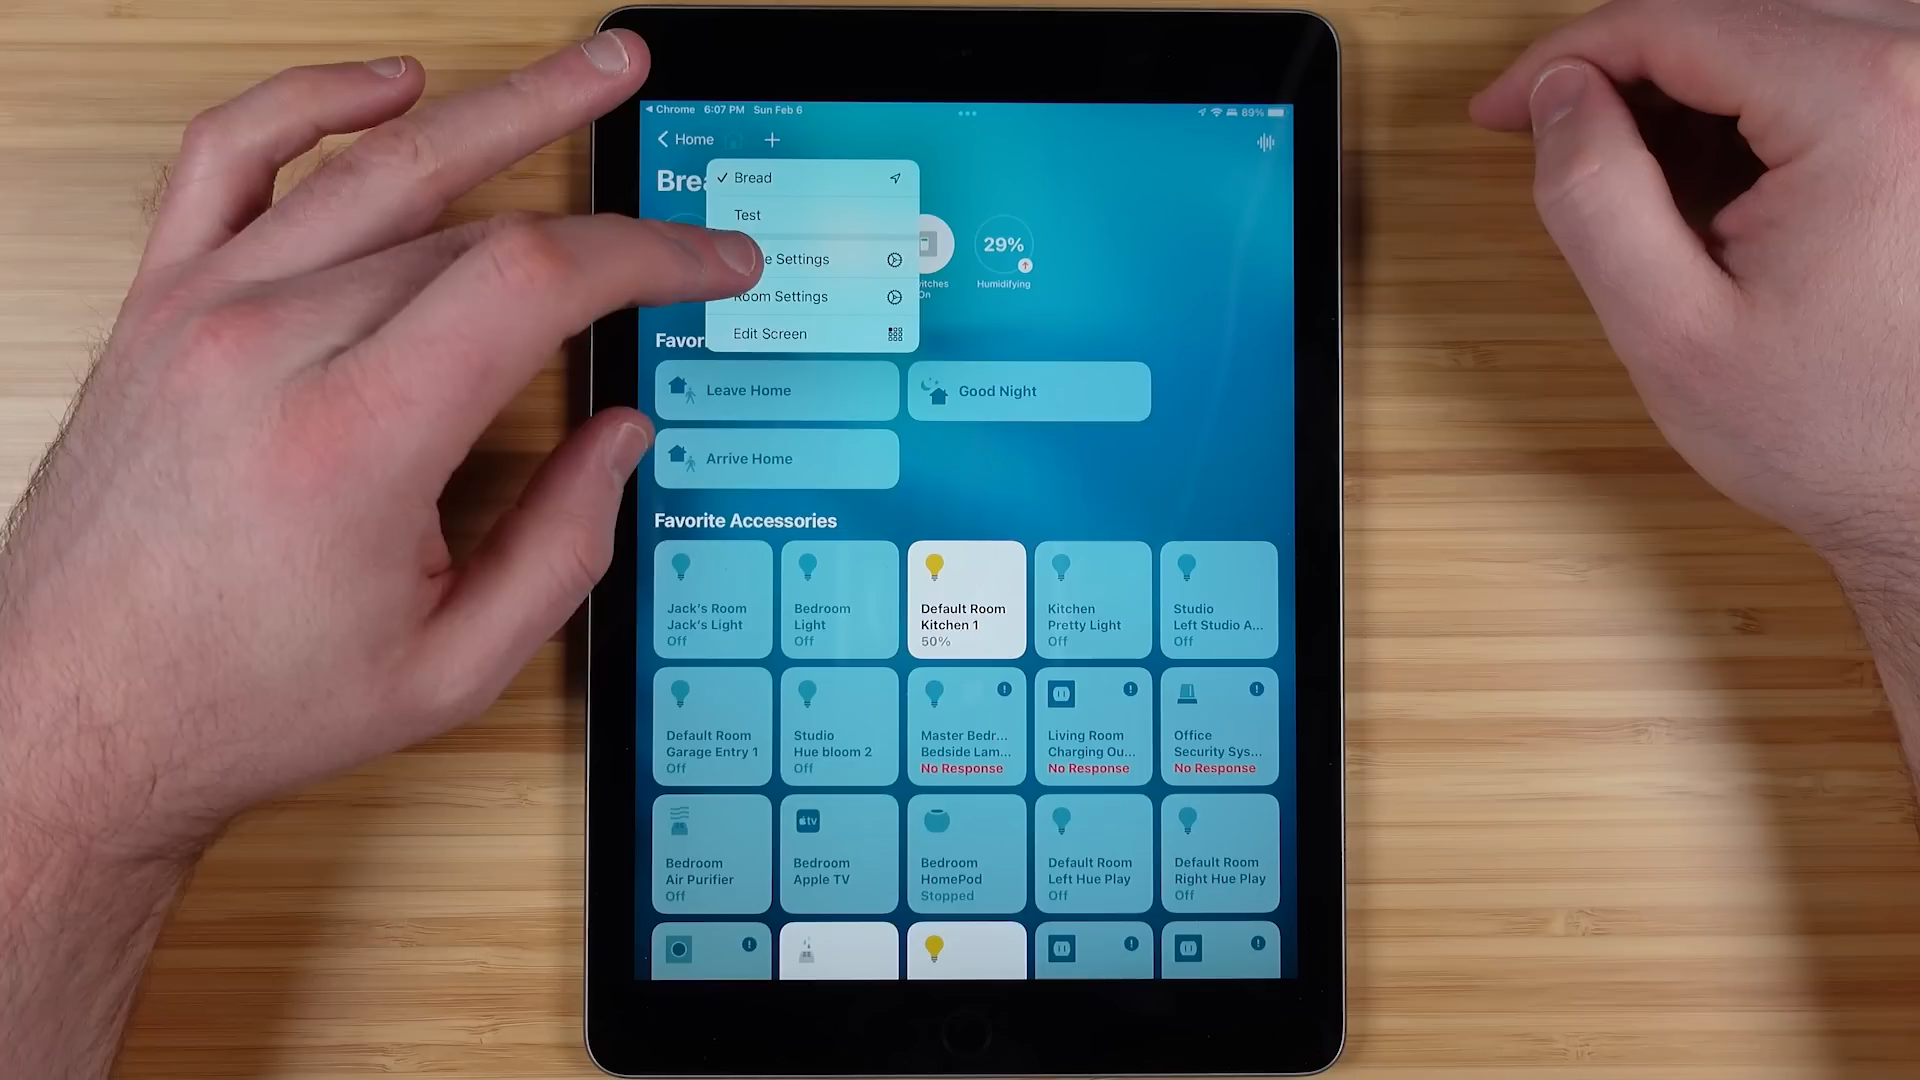 Chrome 6:07 PM Sun Feb 6
89%
Home
Bread
Test
Settings
Room Settings
Edit Screen
29%
On
Humidifying
Leave Home
Good Night
Arrive Home
Favorite Accessories
Jack's Room
Jack's Light
Off
Bedroom
Light
Off
Default Room
Kitchen 1
50%
Kitchen
Pretty Light
Off
Studio
Left Studio A...
Off
Default Room
Garage Entry 1
Off
Studio
Hue bloom 2
Off
Master Bedr...
Bedside Lam...
No Response
Living Room
Charging Ou...
No Response
Office
Security Sys...
No Response
Bedroom
Air Purifier
Off
tv
Bedroom
Apple TV
Bedroom
HomePod
Stopped
Default Room
Left Hue Play
Off
Default Room
Right Hue Play
Off